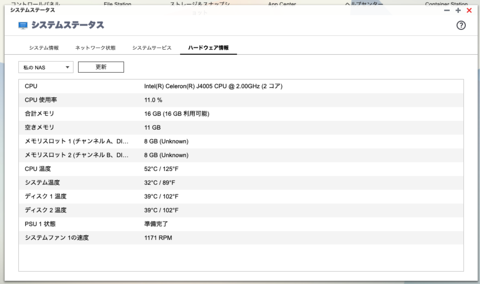 コントロールパネル File Station ストレージ＆スナップシ App Center ヘルプセンター Container Station
システムステータス
システムステータス
システム情報 ネットワーク状態 システムサービス ハードウェア情報
私の NAS 更新
CPU Intel(R) Celeron(R) J4005 CPU @ 2.00GHz (2 コア)
CPU 使用率 11.0 %
合計メモリ 16 GB (16 GB 利用可能)
空きメモリ 11 GB
メモリスロット 1 (チャンネル A、DI... 8 GB (Unknown)
メモリスロット 2 (チャンネル B、DI... 8 GB (Unknown)
CPU 温度 52°C / 125°F
システム温度 32°C / 89°F
ディスク 1 温度 39°C / 102°F
ディスク 2 温度 39°C / 102°F
PSU 1 状態 準備完了
システムファン 1の速度 1171 RPM